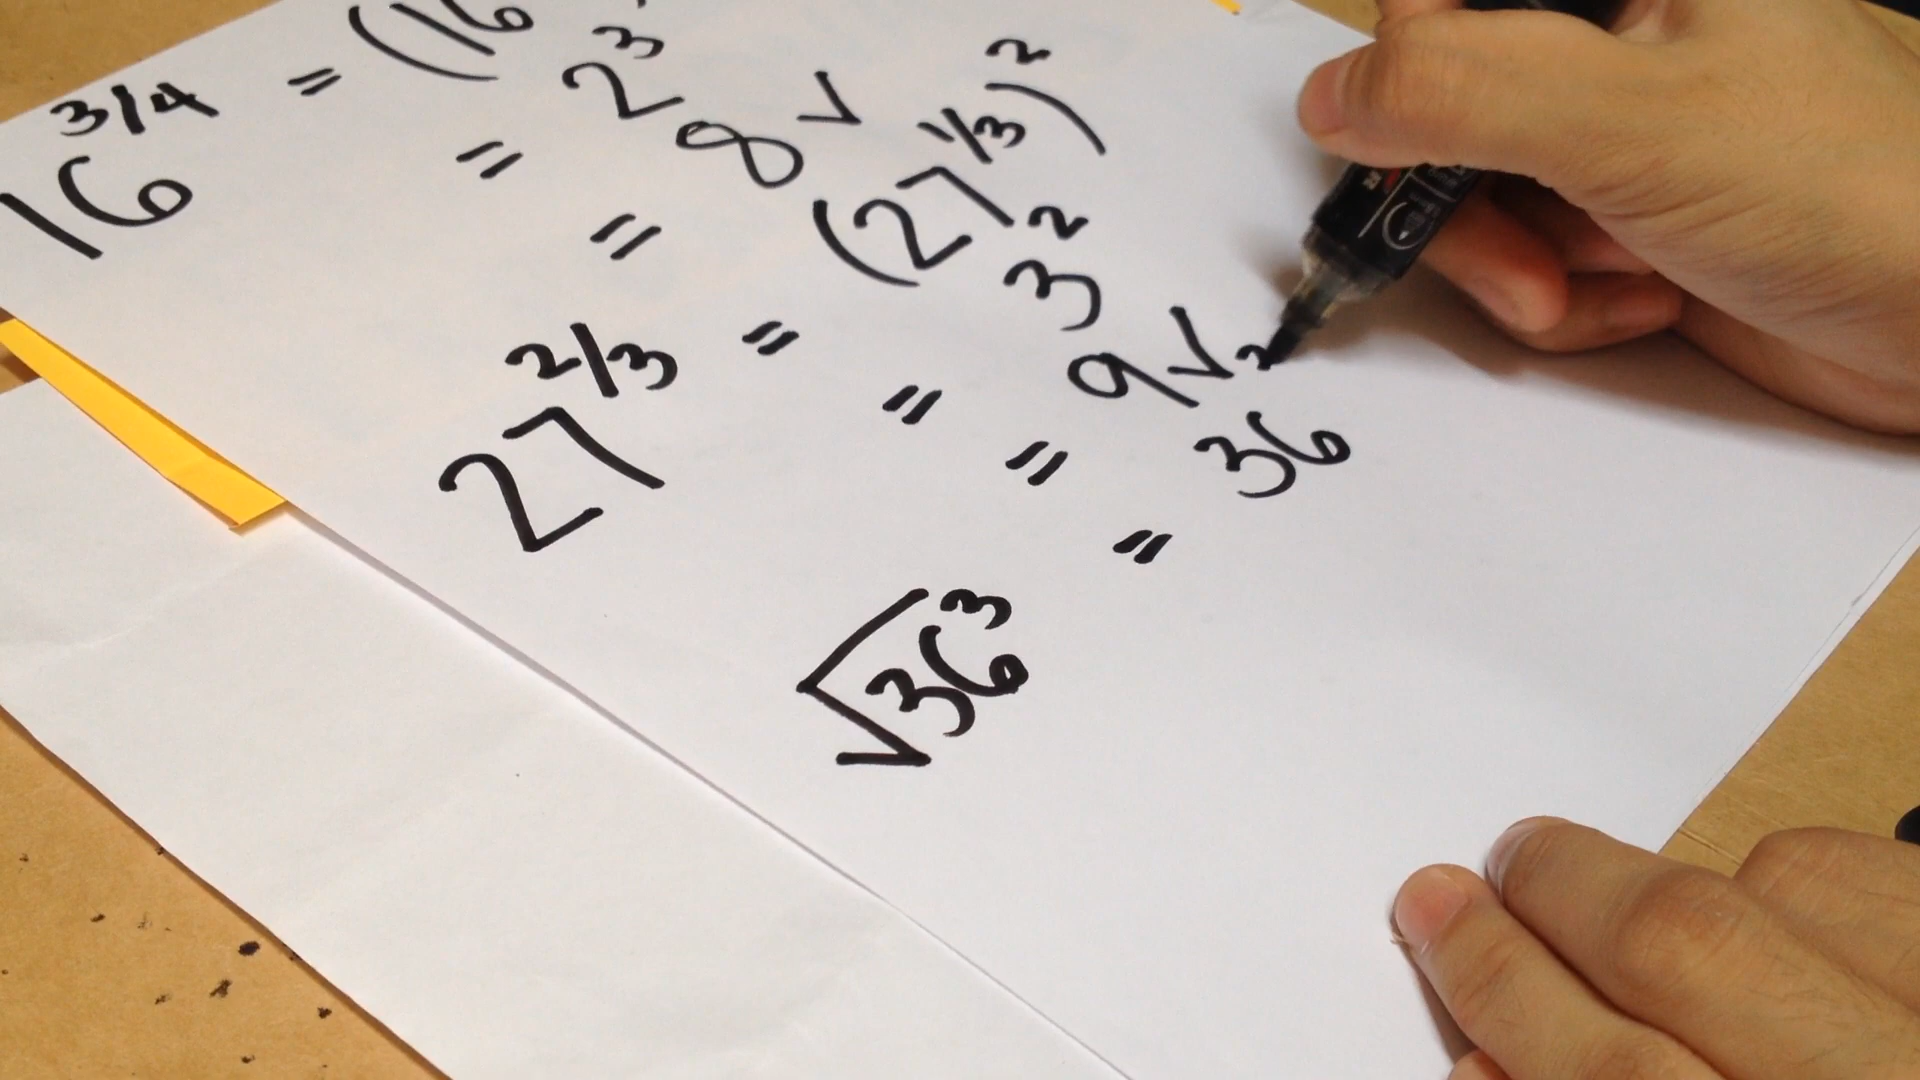 16^3/4 = (16
= 2^3
= 8 ✓
27^2/3 = (27^1/3)^2
= 3^2
= 9 ✓
√36^3 = 36^3